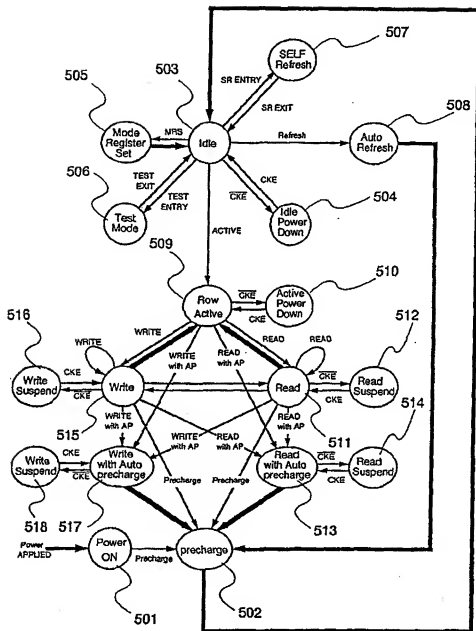 507
SELF
Refresh
505
503
SR ENTRY
508
SR EXIT
Mode
Register
Set
NRS
Idle
Refresh
Auto
Refresh
506
TEST
EXIT
TEST
ENTRY
CKE
CKE
Test
Mode
Idle
Power
Down
504
509
ACTIVE
510
Row
Active
CKE
CKE
Active
Power
Down
516
WRITE
WRITE
READ
READ
512
WRITE
with AP
READ
with AP
Write
Suspend
CKE
CKE
Write
Read
CKE
CKE
Read
Suspend
515
WRITE
with AP
WRITE
with AP
READ
with AP
READ
with AP
511
514
Write
Suspend
CKE
CKE
Write
with Auto
precharge
Read
with Auto
precharge
CKE
CKE
Read
Suspend
518
517
Precharge
Precharge
513
Power
APPLIED
Power
ON
Precharge
precharge
501
502